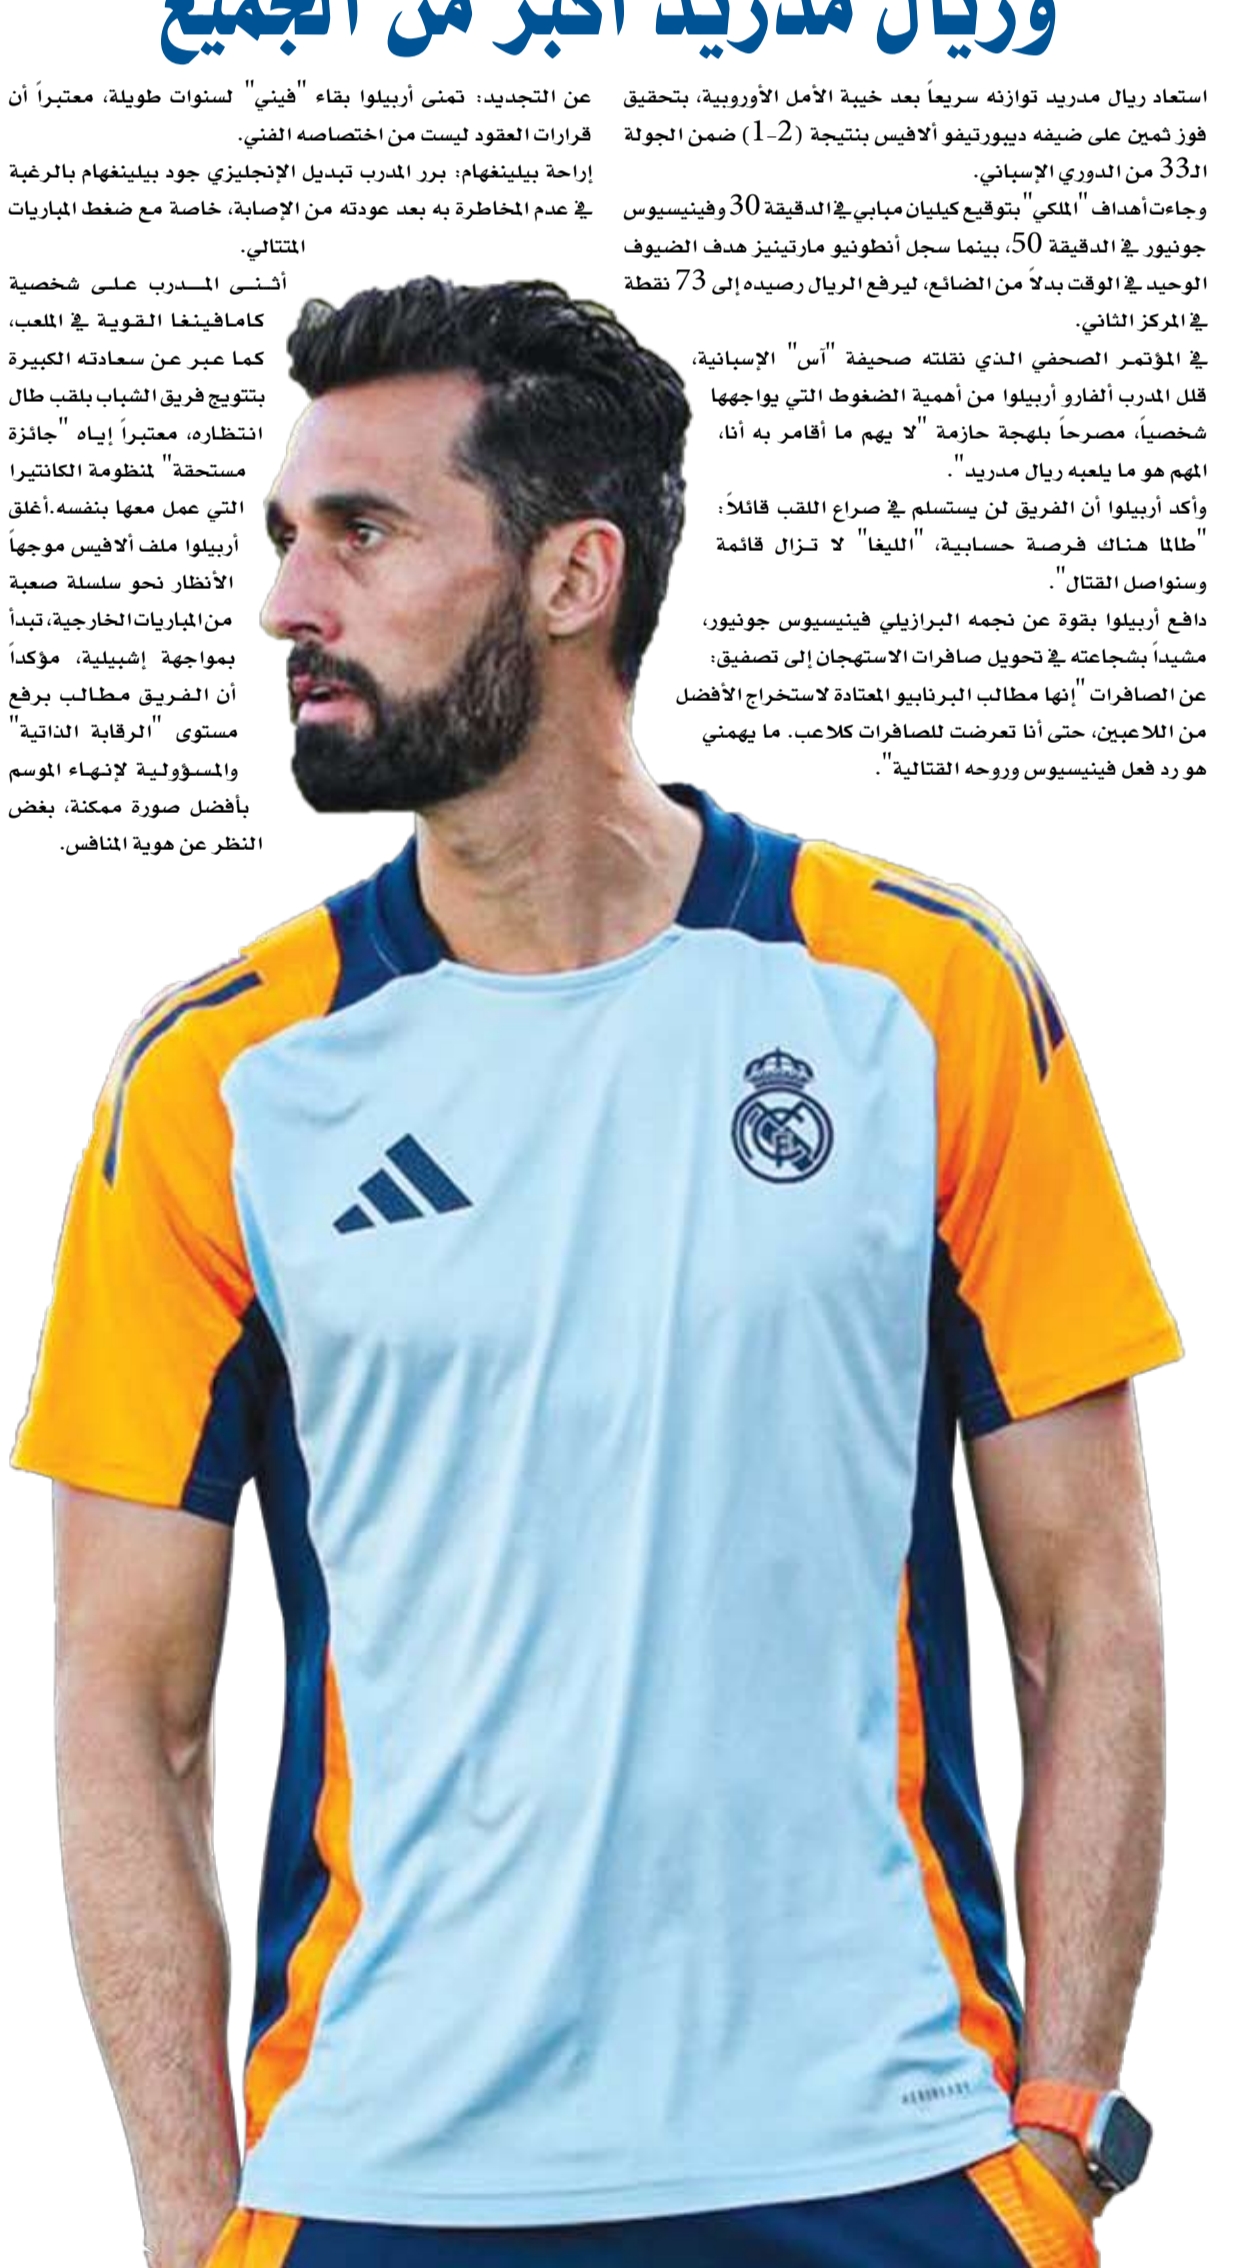 وريال مدريد أكبر من الجميع
استعاد ريال مدريد توازنه سريعاً بعد خيبة الأمل الأوروبية، بتحقيق
فوز ثمين على ضيفه ديبورتيفو ألافيس بنتيجة (2-1) ضمن الجولة
الـ33 من الدوري الإسباني.
وجاءت أهداف "الملكي" بتوقيع كيليان مبابي في الدقيقة 30 وفينيسيوس
جونيور في الدقيقة 50، بينما سجل أنطونيو مارتينيز هدف الضيوف
الوحيد في الوقت بدلاً من الضائع، ليرفع الريال رصيده إلى 73 نقطة
في المركز الثاني.
في المؤتمر الصحفي الذي نقلته صحيفة "آس" الإسبانية،
قلل المدرب ألفارو أربيلوا من أهمية الضغوط التي يواجهها
شخصياً، مصرحاً بلهجة حازمة "لا يهم ما أقامر به أنا،
المهم هو ما يلعبه ريال مدريد".
وأكد أربيلوا أن الفريق لن يستسلم في صراع اللقب قائلاً:
"طالما هناك فرصة حسابية، "الليغا" لا تزال قائمة
وسنواصل القتال".
دافع أربيلوا بقوة عن نجمه البرازيلي فينيسيوس جونيور،
مشيداً بشجاعته في تحويل صافرات الاستهجان إلى تصفيق:
عن الصافرات "إنها مطالب البرنابيو المعتادة لاستخراج الأفضل
من اللاعبين، حتى أنا تعرضت للصافرات كلاعب. ما يهمني
هو رد فعل فينيسيوس وروحه القتالية".
عن التجديد: تمنى أربيلوا بقاء "فيني" لسنوات طويلة، معتبراً أن
قرارات العقود ليست من اختصاصه الفني.
إراحة بيلينغهام: برر المدرب تبديل الإنجليزي جود بيلينغهام بالرغبة
في عدم المخاطرة به بعد عودته من الإصابة، خاصة مع ضغط المباريات
المتتالي.
أثنى المدرب على شخصية
كامافينغا القوية في الملعب،
كما عبر عن سعادته الكبيرة
بتتويج فريق الشباب بلقب طال
انتظاره، معتبراً إياه "جائزة
مستحقة" لمنظومة الكانتيرا
التي عمل معها بنفسه.أغلق
أربيلوا ملف ألافيس موجهاً
الأنظار نحو سلسلة صعبة
من المباريات الخارجية، تبدأ
بمواجهة إشبيلية، مؤكداً
أن الفريق مطالب برفع
مستوى "الرقابة الذاتية"
والمسؤولية لإنهاء الموسم
بأفضل صورة ممكنة، بغض
النظر عن هوية المنافس.
AEROREADY